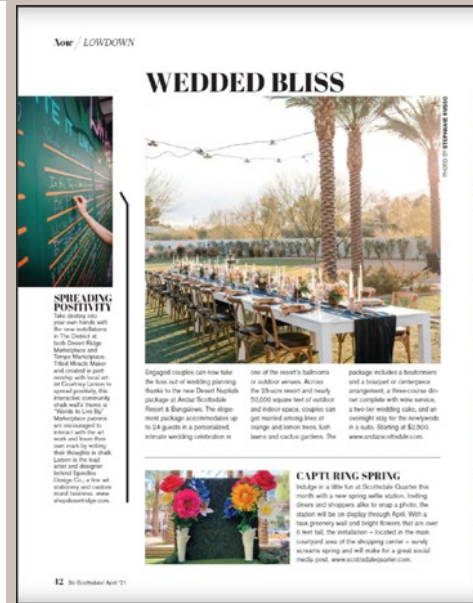 Now / LOWDOWN
WEDDED BLISS
PHOTO BY STEPHANIE RUSSO
SPREADING
POSITIVITY
Take destiny into
your own hands with
the new installations
in The District at
both Desert Ridge
Marketplace and
Tempe Marketplace.
Titled Miracle Maker
and created in part-
nership with local art-
ist Courtney Larson to
spread positivity, this
interactive community
chalk wall's theme is
"Words to Live By."
Marketplace patrons
are encouraged to
interact with the art
work and leave their
own mark by writing
their thoughts in chalk.
Larson is the lead
artist and designer
behind Speedles
Design Co., a fine art
stationery and custom
mural business. www.
shopdesertridge.com.
Engaged couples can now take
the fuss out of wedding planning
thanks to the new Desert Nuptials
package at Andaz Scottsdale
Resort & Bungalows. The elope-
ment package accommodates up
to 24 guests in a personalized,
intimate wedding celebration in
one of the resort's ballrooms
or outdoor venues. Across
the 23-acre resort and nearly
50,000 square feet of outdoor
and indoor space, couples can
get married among lines of
orange and lemon trees, lush
lawns and cactus gardens. The
package includes a boutonniere
and a bouquet or centerpiece
arrangement, a three-course din-
ner complete with wine service,
a two-tier wedding cake, and an
overnight stay for the newlyweds
in a suite. Starting at $2,500.
www.andazscottsdale.com.
CAPTURING SPRING
Indulge in a little fun at Scottsdale Quarter this
month with a new spring selfie station. Inviting
diners and shoppers alike to snap a photo, the
station will be on display through April. With a
faux greenery wall and bright flowers that are over
6 feet tall, the installation – located in the main
courtyard area of the shopping center – surely
screams spring and will make for a great social
media post. www.scottsdalequarter.com.
42 So Scottsdale! April '21